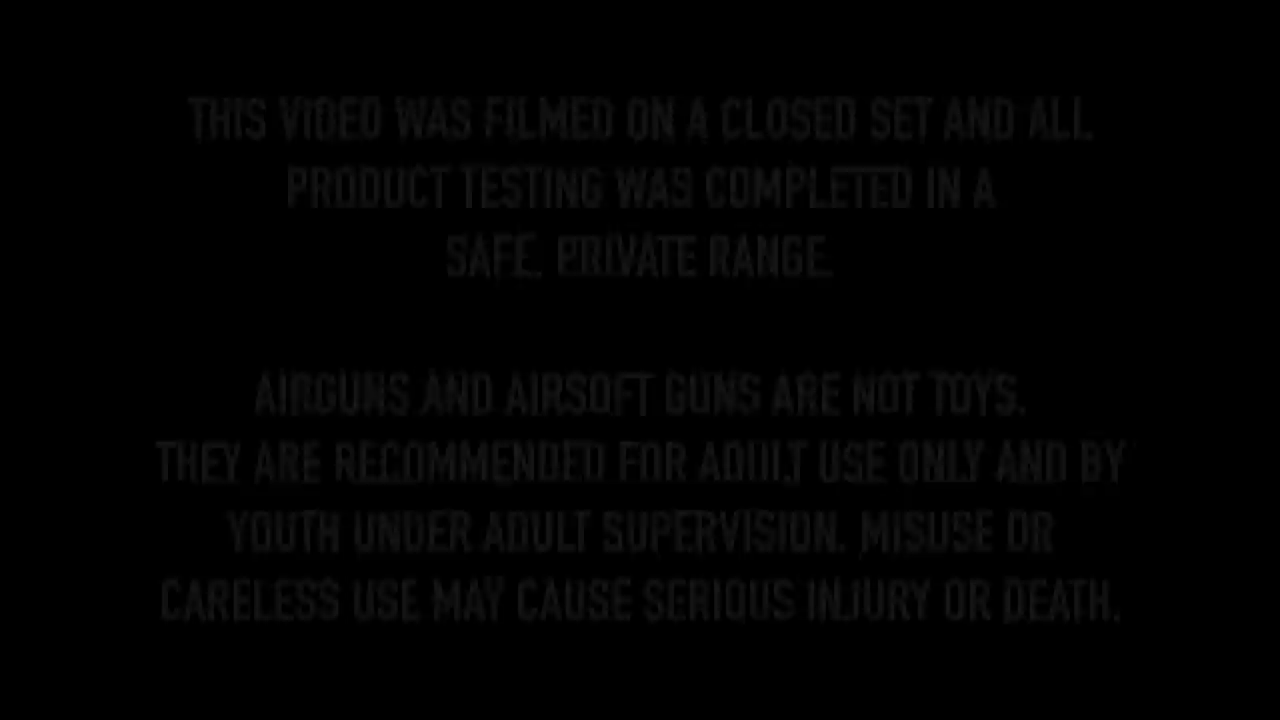 THIS VIDEO WAS FILMED ON A CLOSED SET AND ALL
PRODUCT TESTING WAS COMPLETED IN A
SAFE, PRIVATE RANGE.
AIRGUNS AND AIRSOFT GUNS ARE NOT TOYS.
THEY ARE RECOMMENDED FOR ADULT USE ONLY AND BY
YOUTH UNDER ADULT SUPERVISION. MISUSE OR
CARELESS USE MAY CAUSE SERIOUS INJURY OR DEATH.